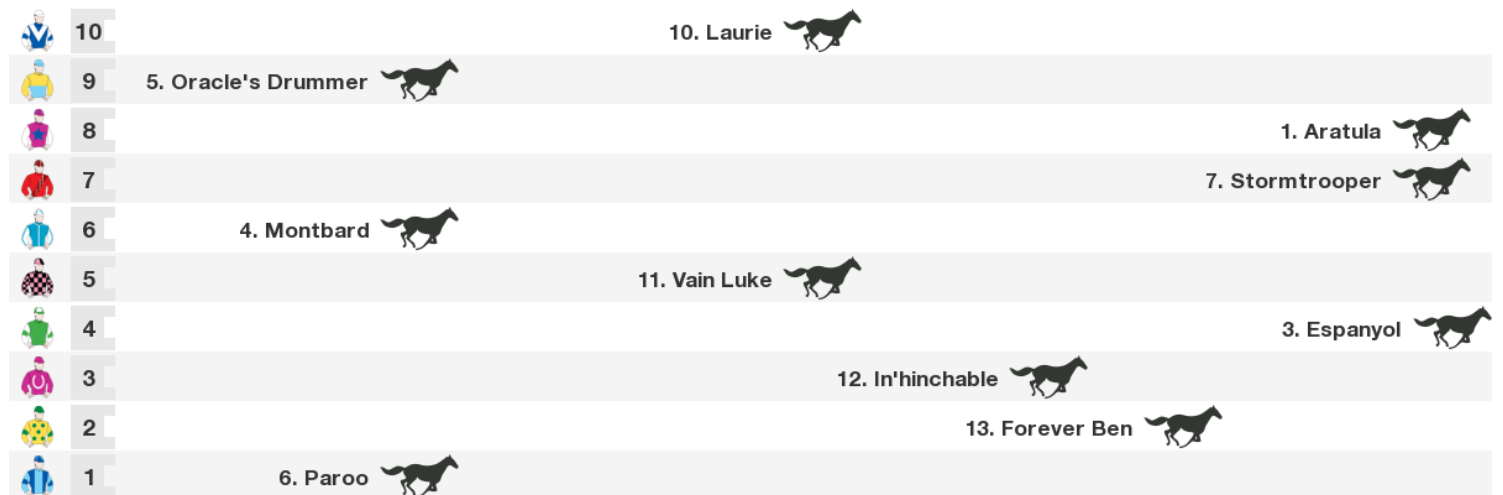 10 10. Laurie
9 5. Oracle's Drummer
8 1. Aratula
7 7. Stormtrooper
6 4. Montbard
5 11. Vain Luke
4 3. Espanyol
3 12. In'hinchable
2 13. Forever Ben
1 6. Paroo